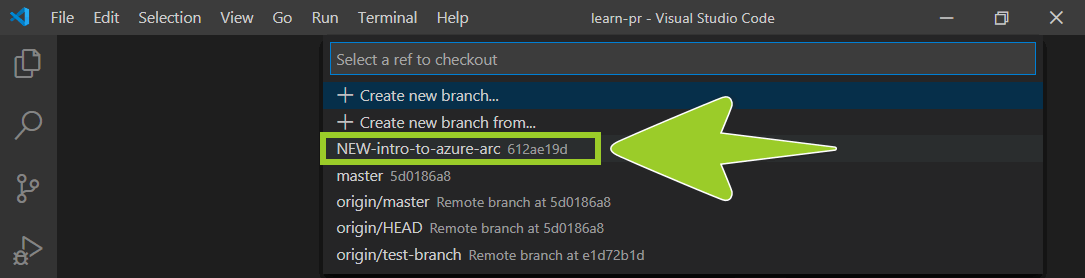 File Edit Selection View Go Run Terminal Help learn-pr - Visual Studio Code
Select a ref to checkout
+ Create new branch...
+ Create new branch from...
NEW-intro-to-azure-arc 612ae19d
master 5d0186a8
origin/master Remote branch at 5d0186a8
origin/HEAD Remote branch at 5d0186a8
origin/test-branch Remote branch at e1d72b1d